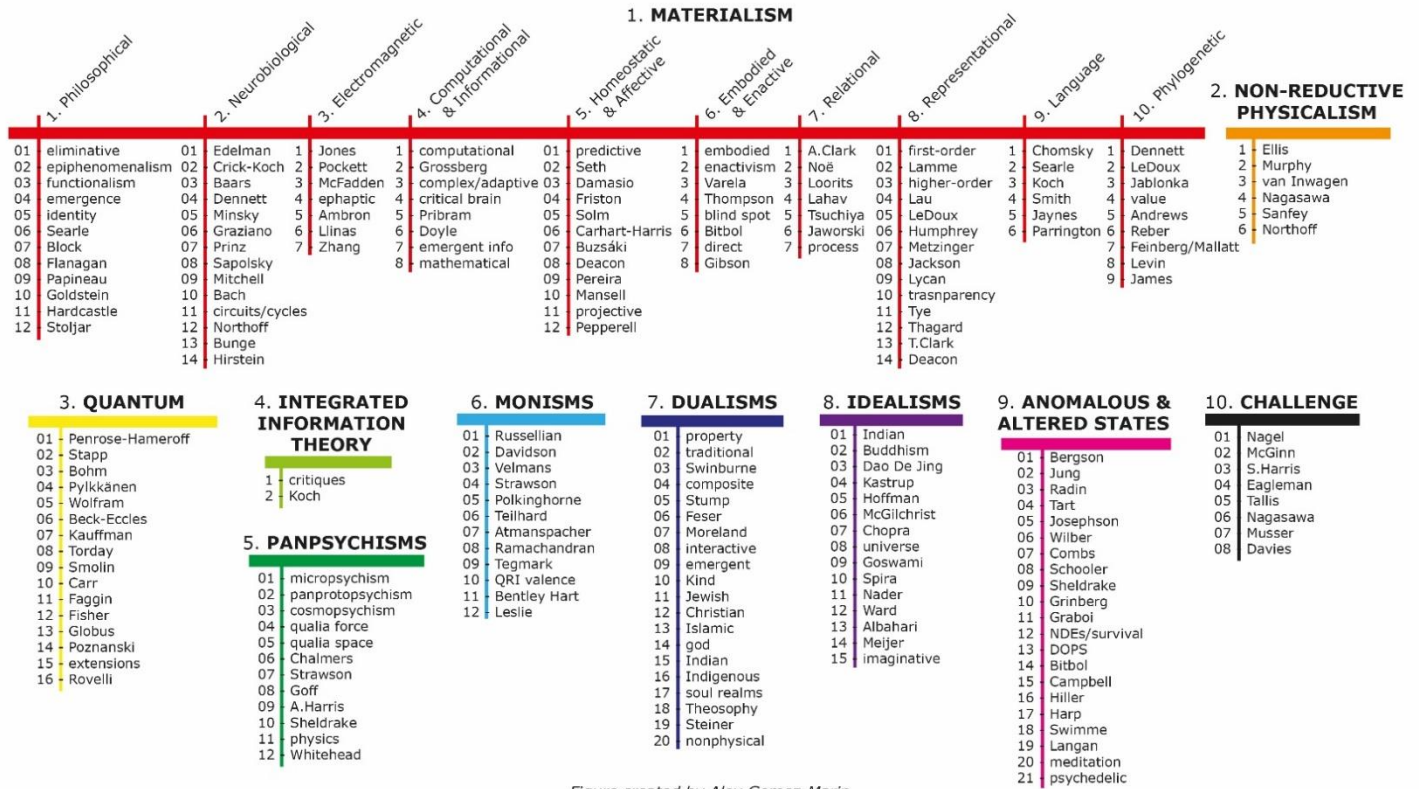 1. MATERIALISM
1. Philosophical
01 eliminative
02 epiphenomenalism
03 functionalism
04 emergence
05 identity
06 Searle
07 Block
08 Flanagan
09 Papineau
10 Goldstein
11 Hardcastle
12 Stoljar
2. Neurobiological
01 Edelman
02 Crick-Koch
03 Baars
04 Dennett
05 Minsky
06 Graziano
07 Prinz
08 Sapolsky
09 Mitchell
10 Bach
11 circuits/cycles
12 Northoff
13 Bunge
14 Hirstein
3. Electromagnetic
1 Jones
2 Pockett
3 McFadden
4 ephaptic
5 Ambron
6 Llinas
7 Zhang
4. Computational
& Informational
1 computational
2 Grossberg
3 complex/adaptive
4 critical brain
5 Pribram
6 Doyle
7 emergent info
8 mathematical
5. Homeostatic
& Affective
01 predictive
02 Seth
03 Damasio
04 Friston
05 Solm
06 Carhart-Harris
07 Buzsáki
08 Deacon
09 Pereira
10 Mansell
11 projective
12 Pepperell
6. Embodied
& Enactive
1 embodied
2 enactivism
3 Varela
4 Thompson
5 blind spot
6 Bitbol
7 direct
8 Gibson
7. Relational
1 A.Clark
2 Noë
3 Loorits
4 Lahav
5 Tsuchiya
6 Jaworski
7 process
8. Representational
01 first-order
02 Lamme
03 higher-order
04 Lau
05 LeDoux
06 Humphrey
07 Metzinger
08 Jackson
09 Lycan
10 trasnparency
11 Tye
12 Thagard
13 T.Clark
14 Deacon
9. Language
1 Chomsky
2 Searle
3 Koch
4 Smith
5 Jaynes
6 Parrington
10. Phylogenetic
1 Dennett
2 LeDoux
3 Jablonka
4 value
5 Andrews
6 Reber
7 Feinberg/Mallatt
8 Levin
9 James
2. NON-REDUCTIVE
PHYSICALISM
1 Ellis
2 Murphy
3 van Inwagen
4 Nagasawa
5 Sanfey
6 Northoff
3. QUANTUM
01 Penrose-Hameroff
02 Stapp
03 Bohm
04 Pylkkänen
05 Wolfram
06 Beck-Eccles
07 Kauffman
08 Torday
09 Smolin
10 Carr
11 Faggin
12 Fisher
13 Globus
14 Poznanski
15 extensions
16 Rovelli
4. INTEGRATED
INFORMATION
THEORY
1 critiques
2 Koch
5. PANPSYCHISMS
01 micropsychism
02 panprotopsychism
03 cosmopsychism
04 qualia force
05 qualia space
06 Chalmers
07 Strawson
08 Goff
09 A.Harris
10 Sheldrake
11 physics
12 Whitehead
6. MONISMS
01 Russellian
02 Davidson
03 Velmans
04 Strawson
05 Polkinghorne
06 Teilhard
07 Atmanspacher
08 Ramachandran
09 Tegmark
10 QRI valence
11 Bentley Hart
12 Leslie
7. DUALISMS
01 property
02 traditional
03 Swinburne
04 composite
05 Stump
06 Feser
07 Moreland
08 interactive
09 emergent
10 Kind
11 Jewish
12 Christian
13 Islamic
14 god
15 Indian
16 Indigenous
17 soul realms
18 Theosophy
19 Steiner
20 nonphysical
8. IDEALISMS
01 Indian
02 Buddhism
03 Dao De Jing
04 Kastrup
05 Hoffman
06 McGilchrist
07 Chopra
08 universe
09 Goswami
10 Spira
11 Nader
12 Ward
13 Albahari
14 Meijer
15 imaginative
9. ANOMALOUS &
ALTERED STATES
01 Bergson
02 Jung
03 Radin
04 Tart
05 Josephson
06 Wilber
07 Combs
08 Schooler
09 Sheldrake
10 Grinberg
11 Graboi
12 NDEs/survival
13 DOPS
14 Bitbol
15 Campbell
16 Hiller
17 Harp
18 Swimme
19 Langan
20 meditation
21 psychedelic
10. CHALLENGE
01 Nagel
02 McGinn
03 S.Harris
04 Eagleman
05 Tallis
06 Nagasawa
07 Musser
08 Davies
Figure created by Alex Gomez-Marin